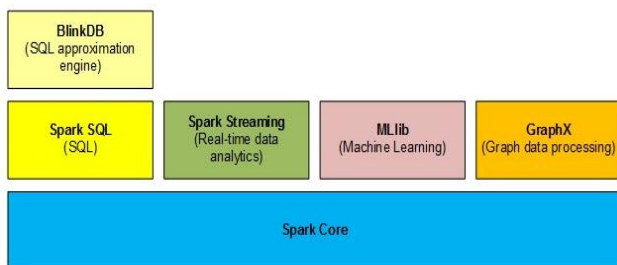 BlinkDB
(SQL approximation
engine)
Spark SQL
(SQL)
Spark Streaming
(Real-time data
analytics)
MLlib
(Machine Learning)
GraphX
(Graph data processing)
Spark Core